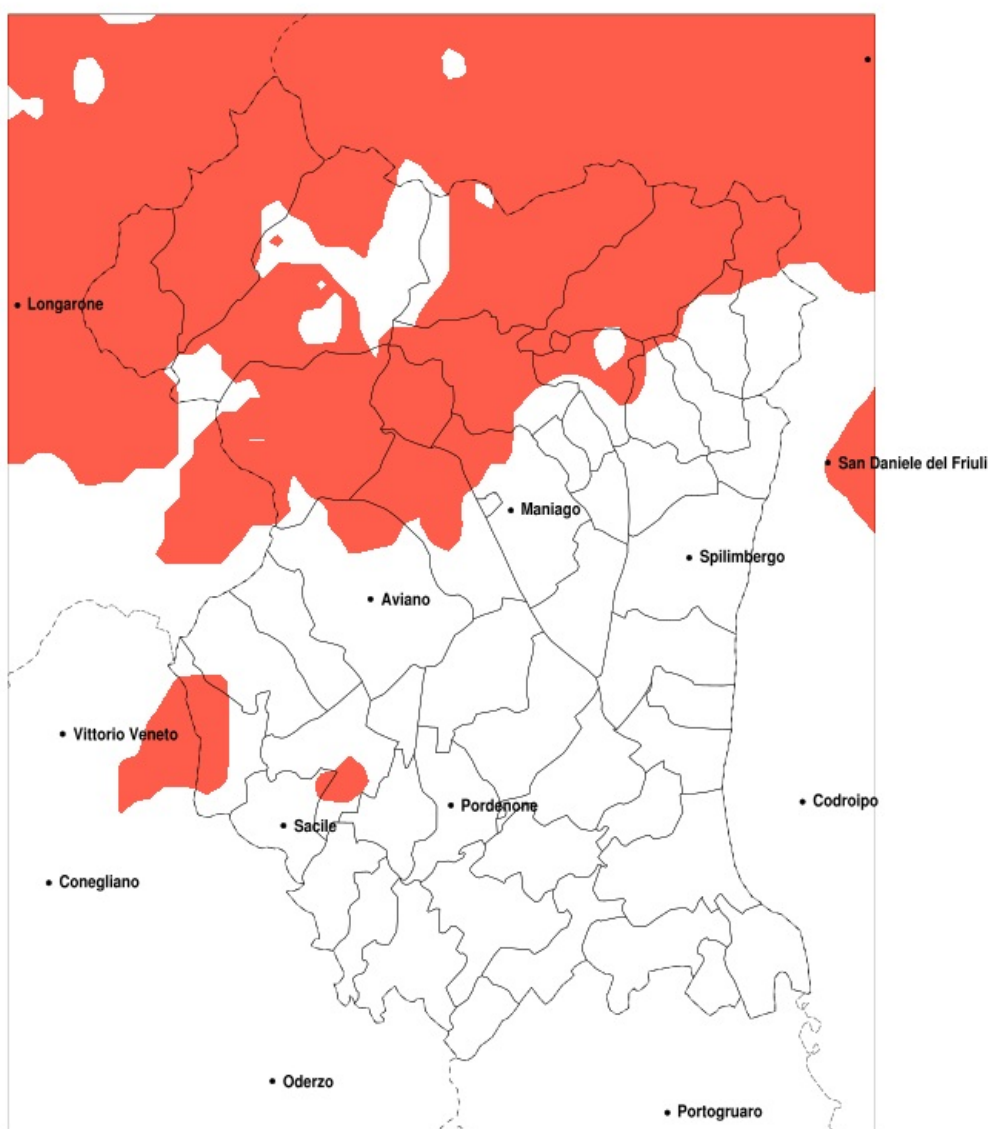 Longarone
San Daniele del Friuli
Maniago
Spilimbergo
Aviano
Vittorio Veneto
Codroipo
Pordenone
Sacile
Conegliano
Oderzo
Portogruaro